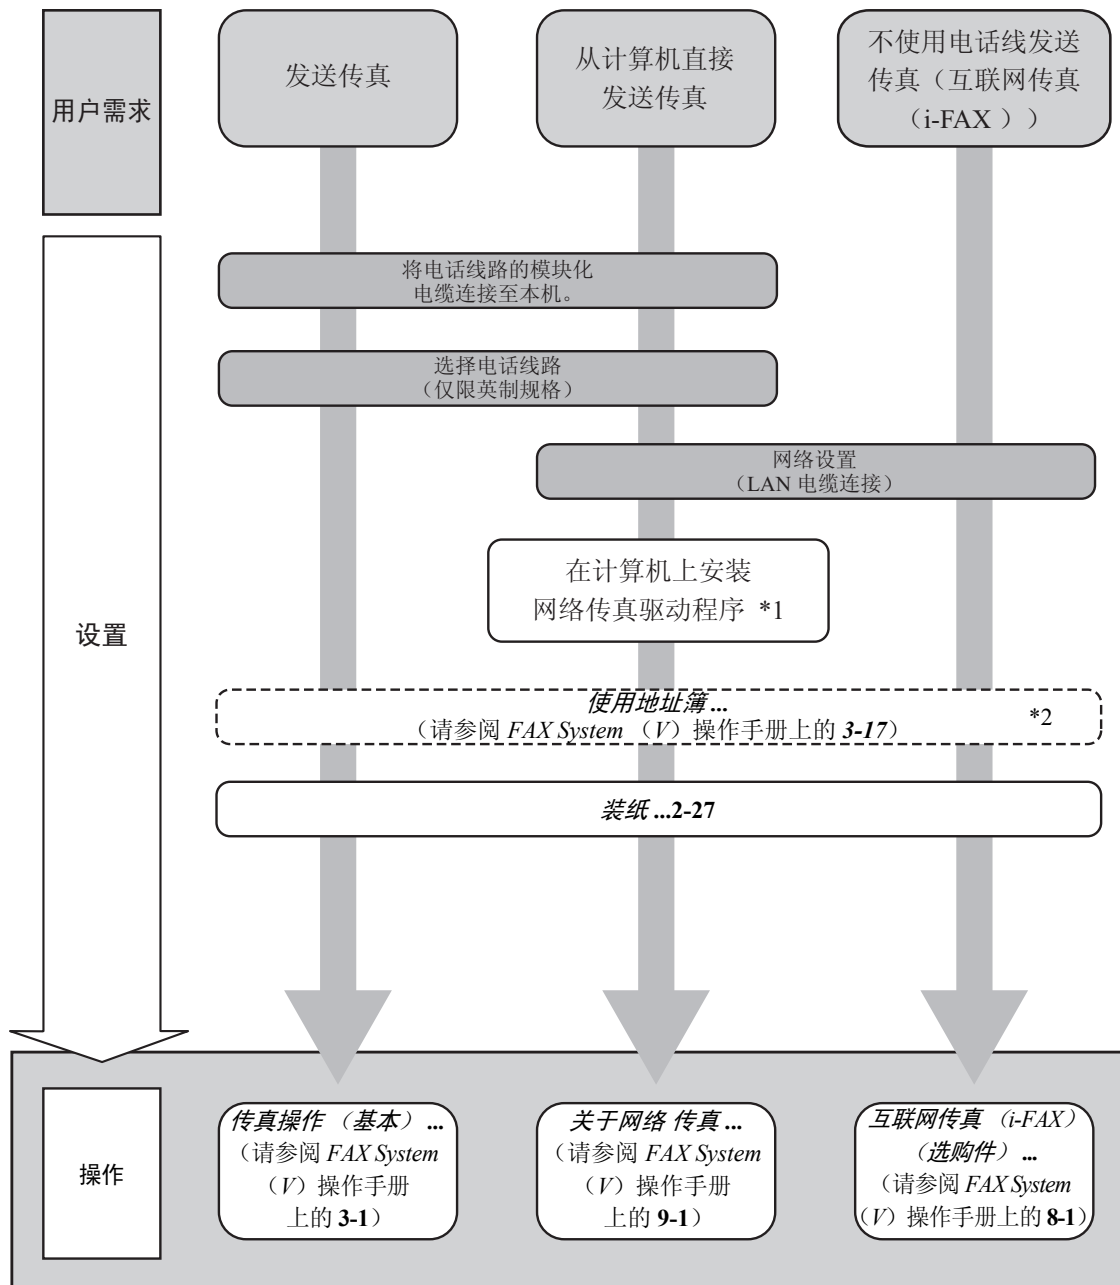 用户需求
发送传真
从计算机直接
发送传真
不使用电话线发送
传真（互联网传真
（i-FAX ））
设置
将电话线路的模块化
电缆连接至本机。
选择电话线路
（仅限英制规格）
网络设置
（LAN 电缆连接）
在计算机上安装
网络传真驱动程序 *1
使用地址簿 ...
（请参阅 FAX System （V）操作手册上的 3-17） *2
装纸 ...2-27
操作
传真操作 （基本） ...
（请参阅 FAX System
（V）操作手册
上的 3-1）
关于网络 传真 ...
（请参阅 FAX System
（V）操作手册
上的 9-1）
互联网传真 （i-FAX）
（选购件） ...
（请参阅 FAX System
（V）操作手册上的 8-1）